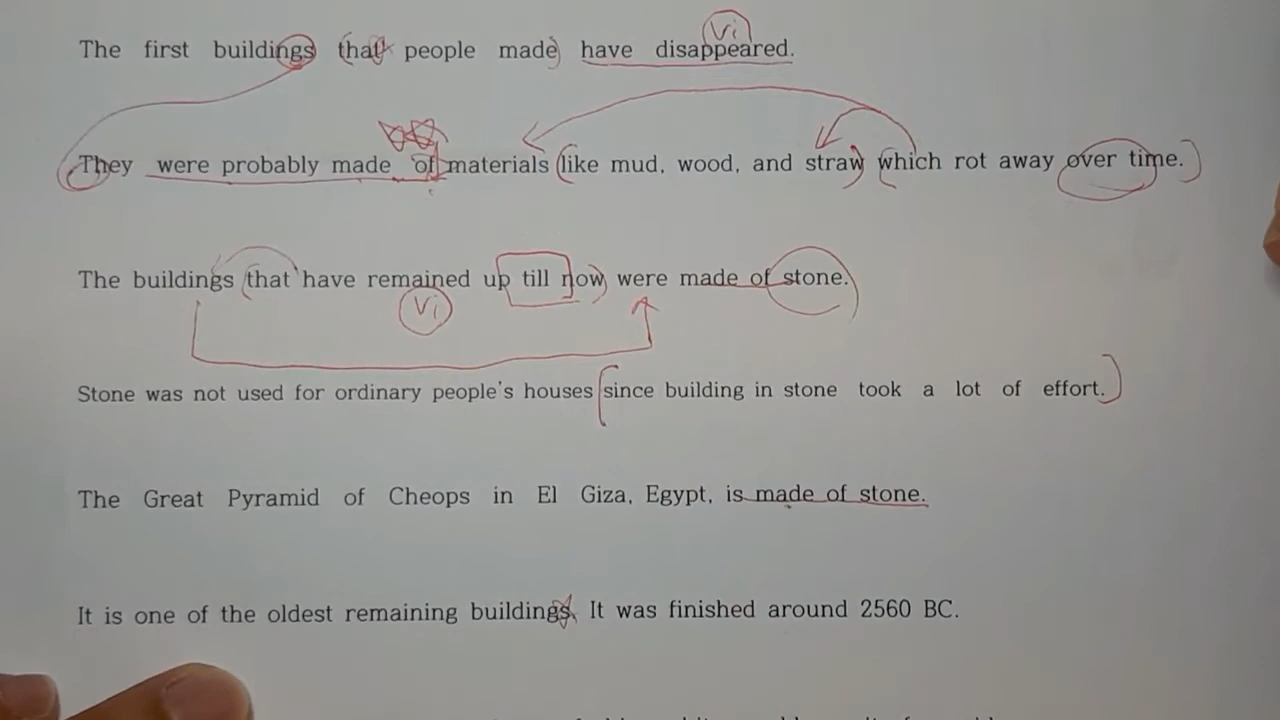 Vi
The first buildings that people made have disappeared.
They were probably made of materials like mud, wood, and straw which rot away over time.
The buildings that have remained up till now were made of stone.
Vi
Stone was not used for ordinary people's houses since building in stone took a lot of effort.
The Great Pyramid of Cheops in El Giza, Egypt, is made of stone.
It is one of the oldest remaining buildings. It was finished around 2560 BC.